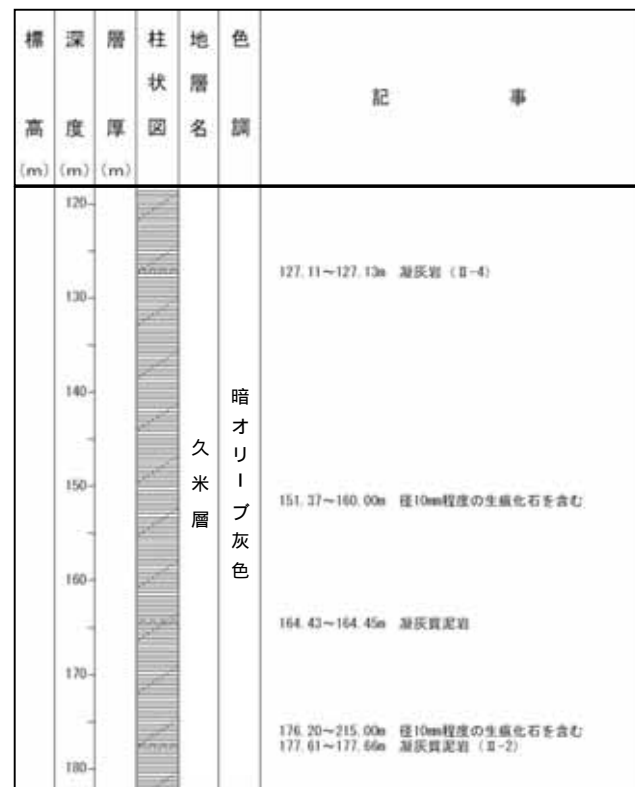 標高(m)
深度(m)
層厚(m)
柱状図
地層名
色調
記 事
120
127.11~127.13m 凝灰岩(Ⅱ-4)
130
140
150
151.37~160.00m 径10mm程度の生痕化石を含む
160
164.43~164.45m 凝灰質泥岩
170
176.20~215.00m 径10mm程度の生痕化石を含む
177.61~177.66m 凝灰質泥岩(Ⅱ-2)
180
久米層
暗オリーブ灰色